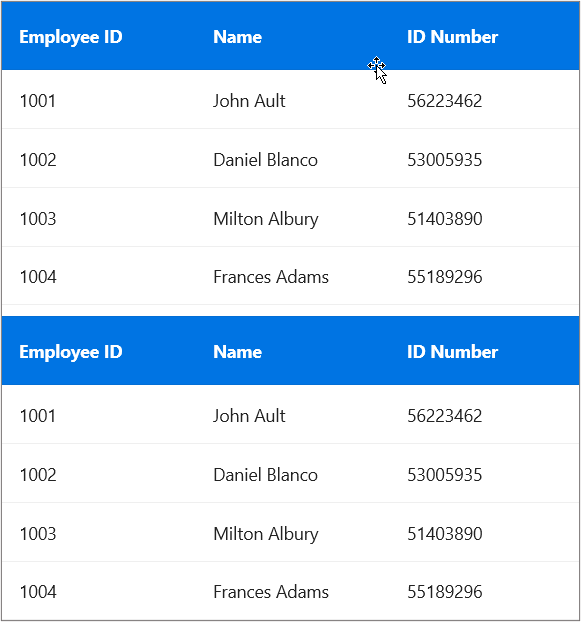 Employee ID Name ID Number
1001 John Ault 56223462
1002 Daniel Blanco 53005935
1003 Milton Albury 51403890
1004 Frances Adams 55189296
Employee ID Name ID Number
1001 John Ault 56223462
1002 Daniel Blanco 53005935
1003 Milton Albury 51403890
1004 Frances Adams 55189296